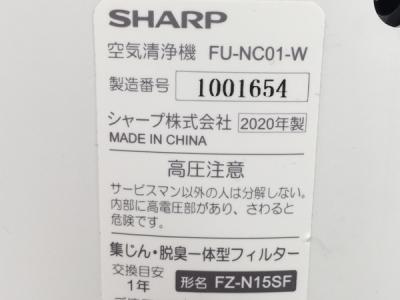 SHARP
空気清浄機 FU-NC01-W
製造番号 1001654
シャープ株式会社 2020年製
MADE IN CHINA
高圧注意
サービスマン以外の人は分解しない。
内部に高電圧部があり、さわると
危険です。
集じん・脱臭一体型フィルター
交換目安 形名 FZ-N15SF
1年